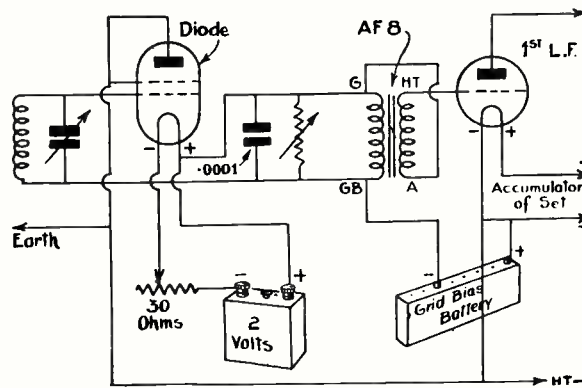 Diode
AF 8
1ST L.F.
G
HT
-
+
.0001
-
+
GB
A
Accumulator
of Set
Earth
-
+
-
+
30
Ohms
2
Volts
Grid Bias
Battery
HT-